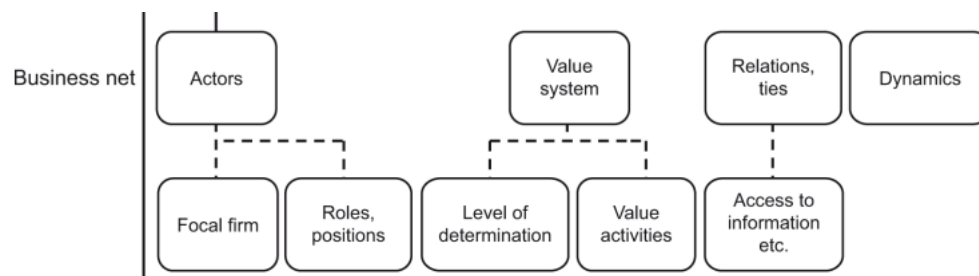 Business net
Actors
Value
system
Relations,
ties
Dynamics
Focal firm
Roles,
positions
Level of
determination
Value
activities
Access to
information
etc.